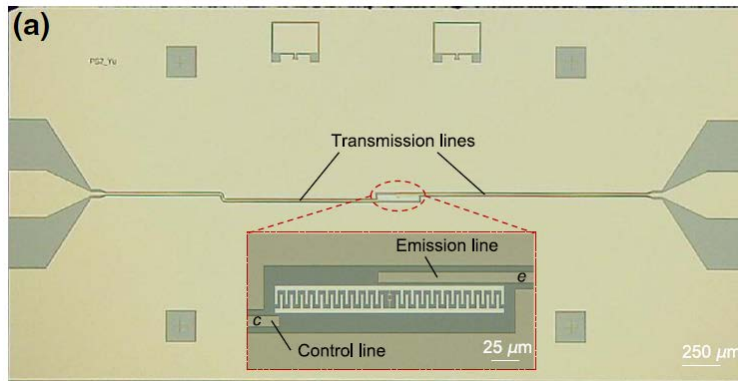 (a)
PS2_Yu
Transmission lines
Emission line
e
c
Control line
25 μm
250 μm